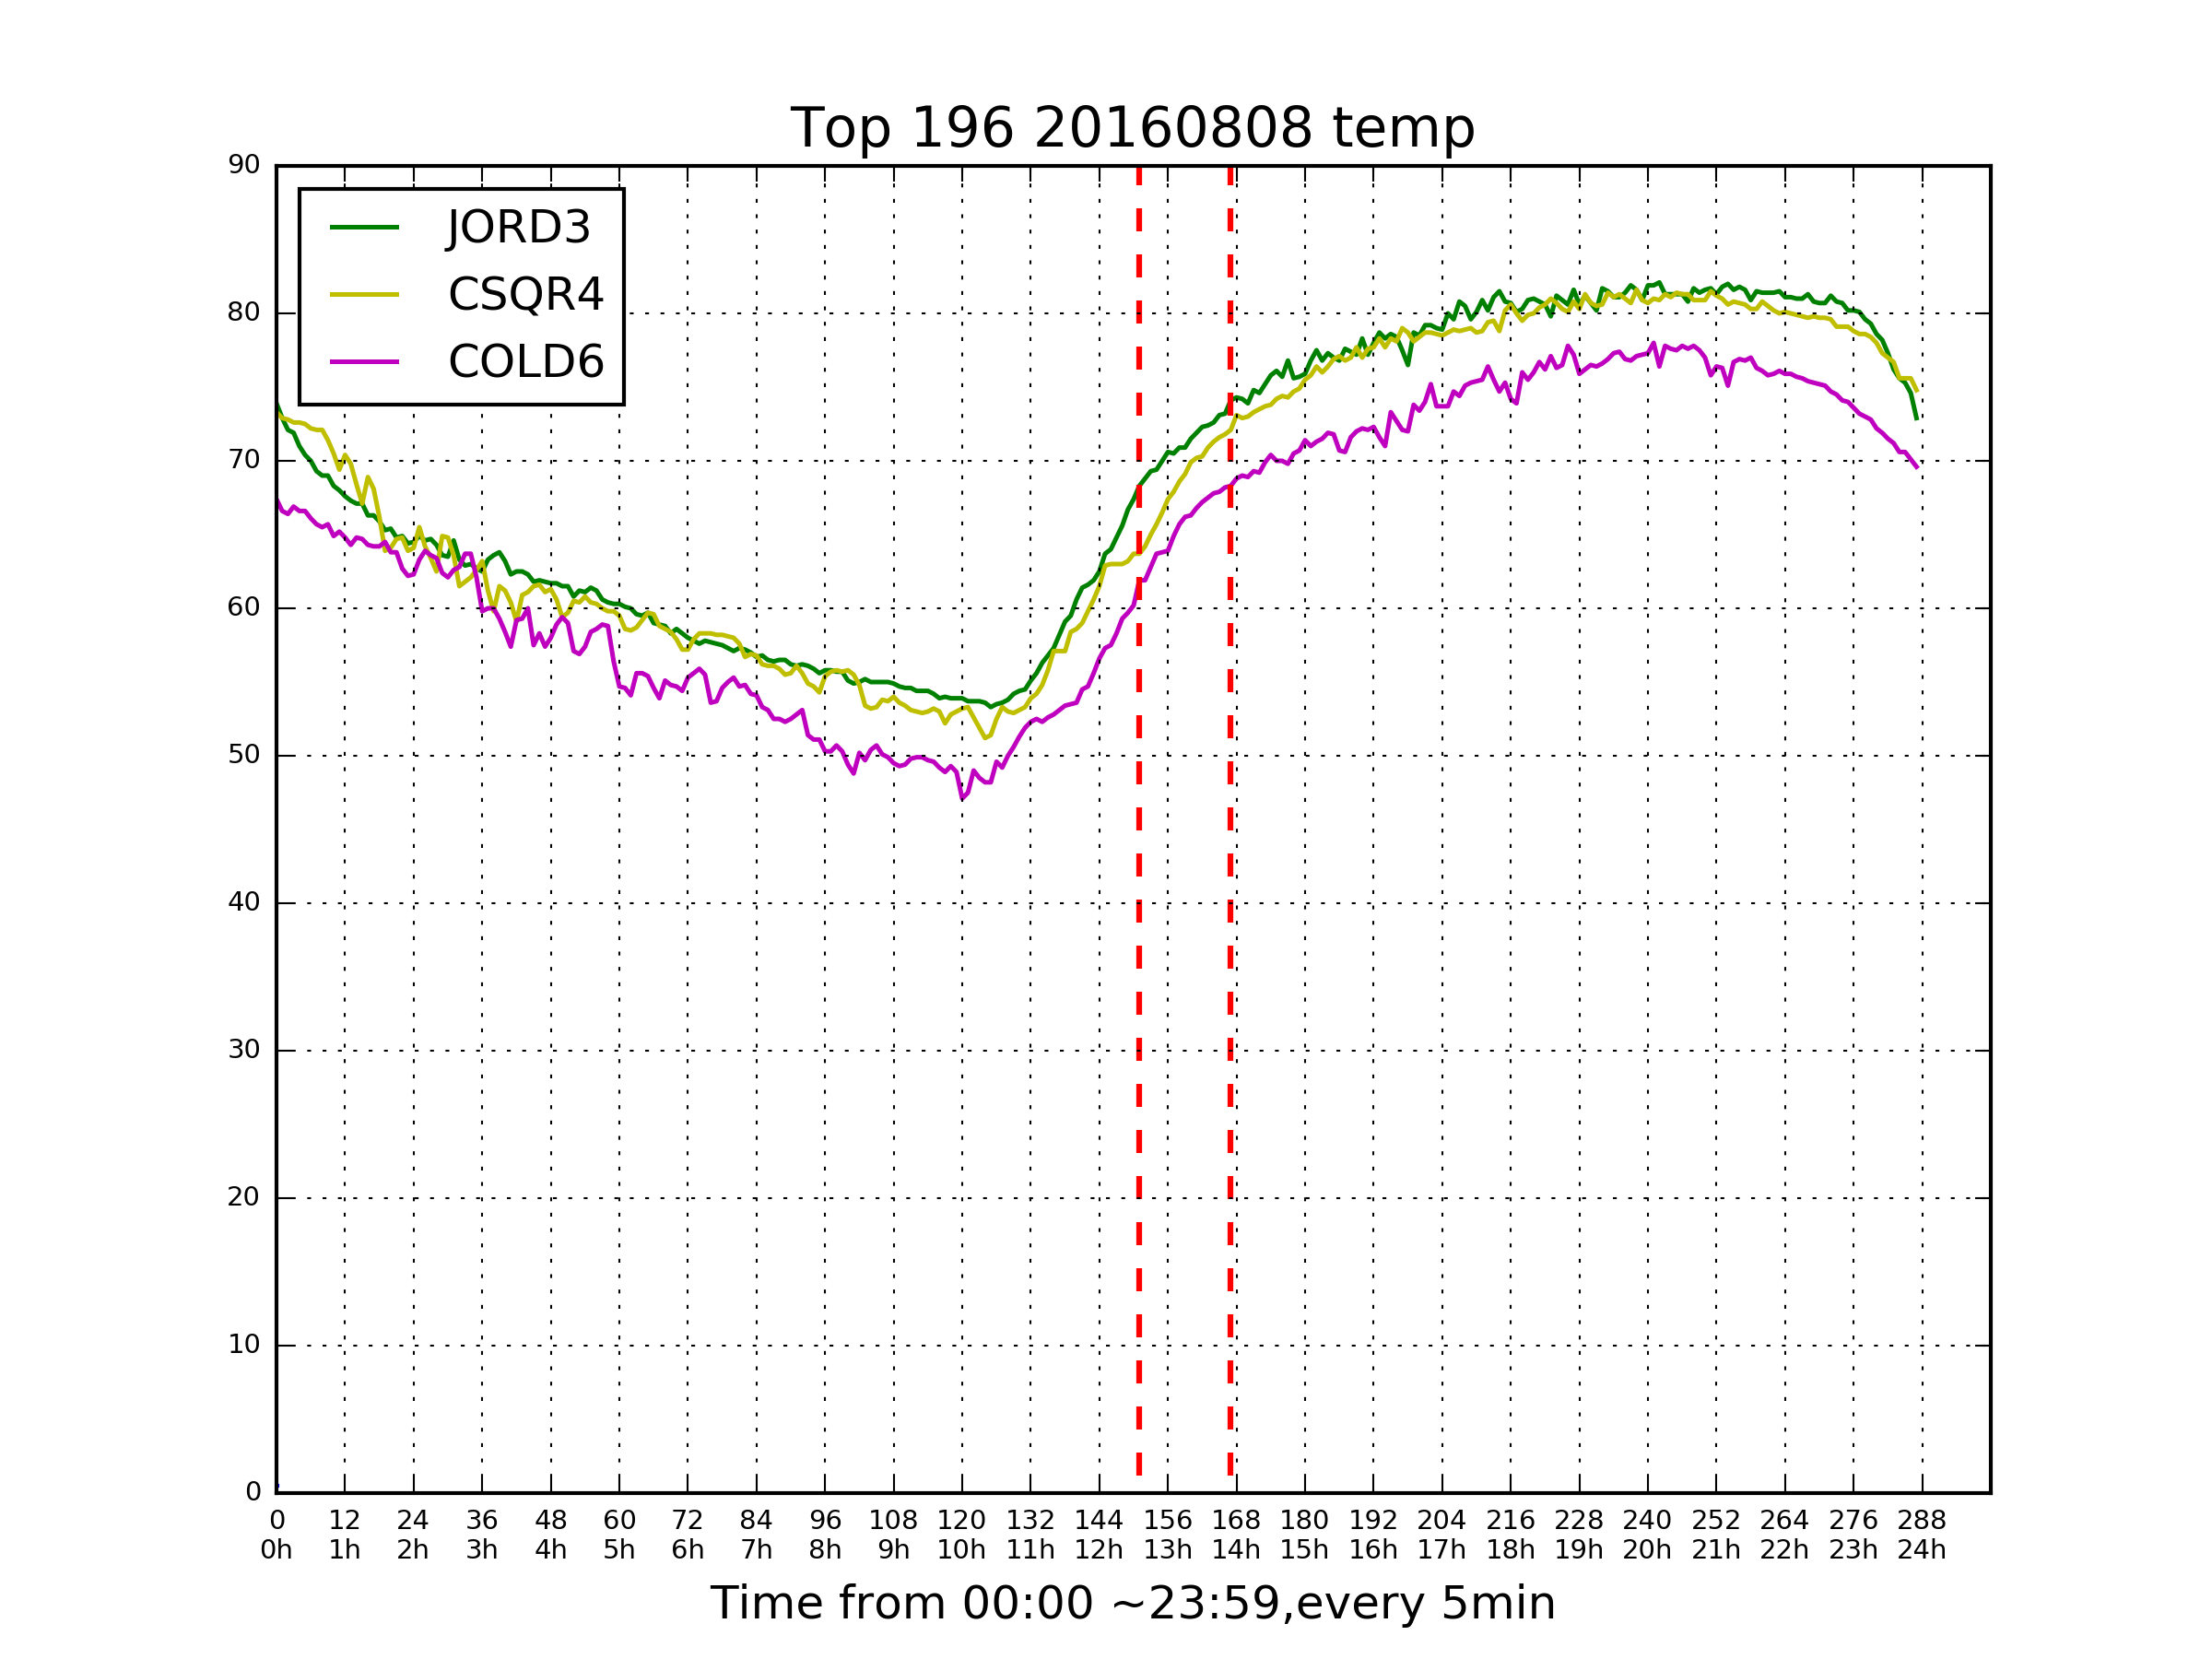 Top 196 20160808 temp
90
80
70
60
50
40
30
20
10
0
JORD3
CSQR4
COLD6
0 12 24 36 48 60 72 84 96 108 120 132 144 156 168 180 192 204 216 228 240 252 264 276 288
0h 1h 2h 3h 4h 5h 6h 7h 8h 9h 10h 11h 12h 13h 14h 15h 16h 17h 18h 19h 20h 21h 22h 23h 24h
Time from 00:00 ~23:59,every 5min